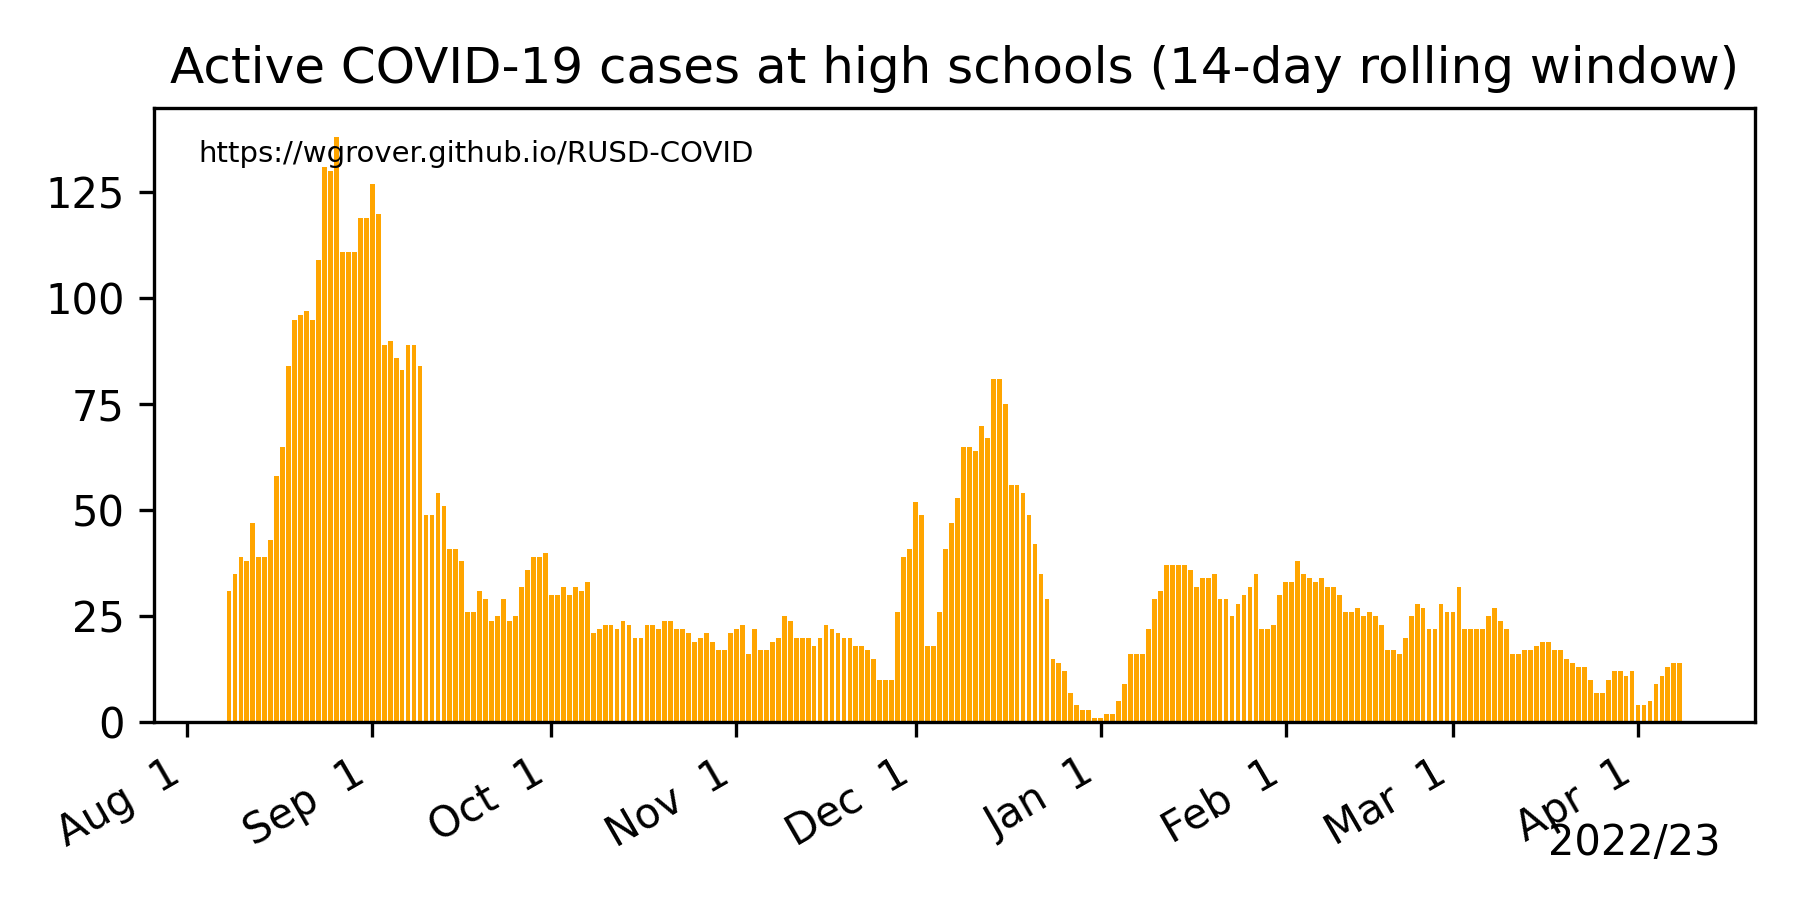 Active COVID-19 cases at high schools (14-day rolling window)
https://wgrover.github.io/RUSD-COVID
125
100
75
50
25
0
Aug 1
Sep 1
Oct 1
Nov 1
Dec 1
Jan 1
Feb 1
Mar 1
Apr 1
2022/23